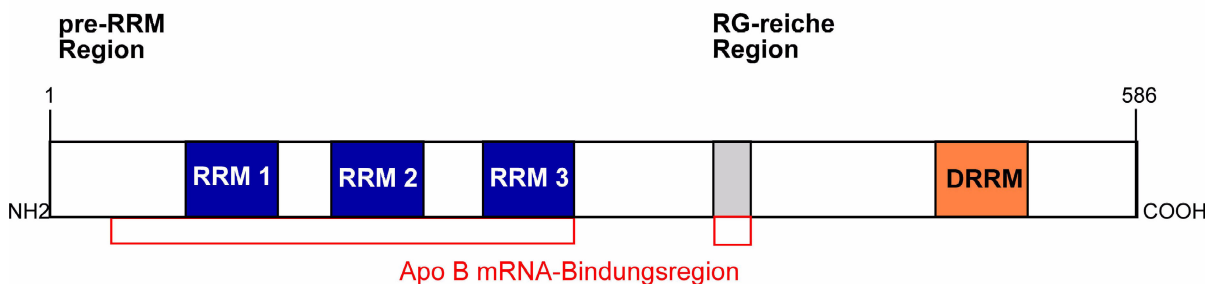 pre-RRM
Region
RG-reiche
Region
1
586
RRM 1
RRM 2
RRM 3
DRRM
NH2
COOH
Apo B mRNA-Bindungsregion